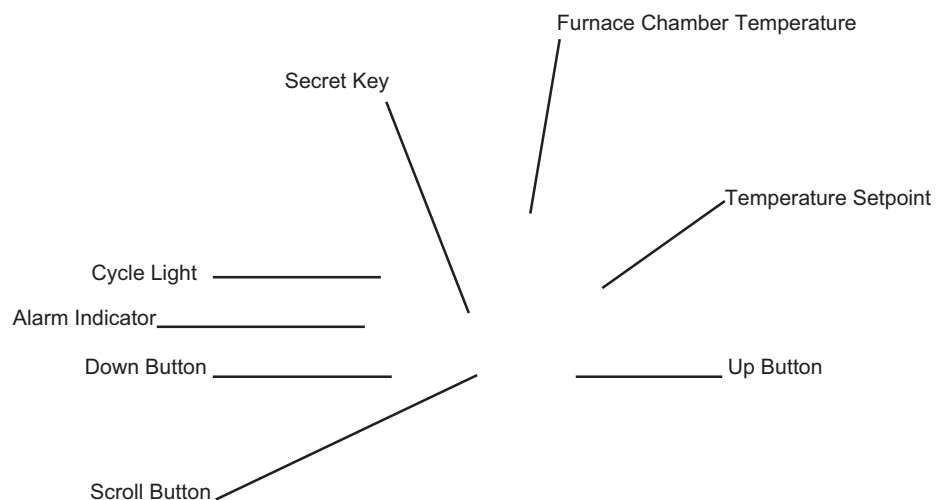 Furnace Chamber Temperature
Secret Key
Temperature Setpoint
Cycle Light
Alarm Indicator
Down Button
Up Button
Scroll Button